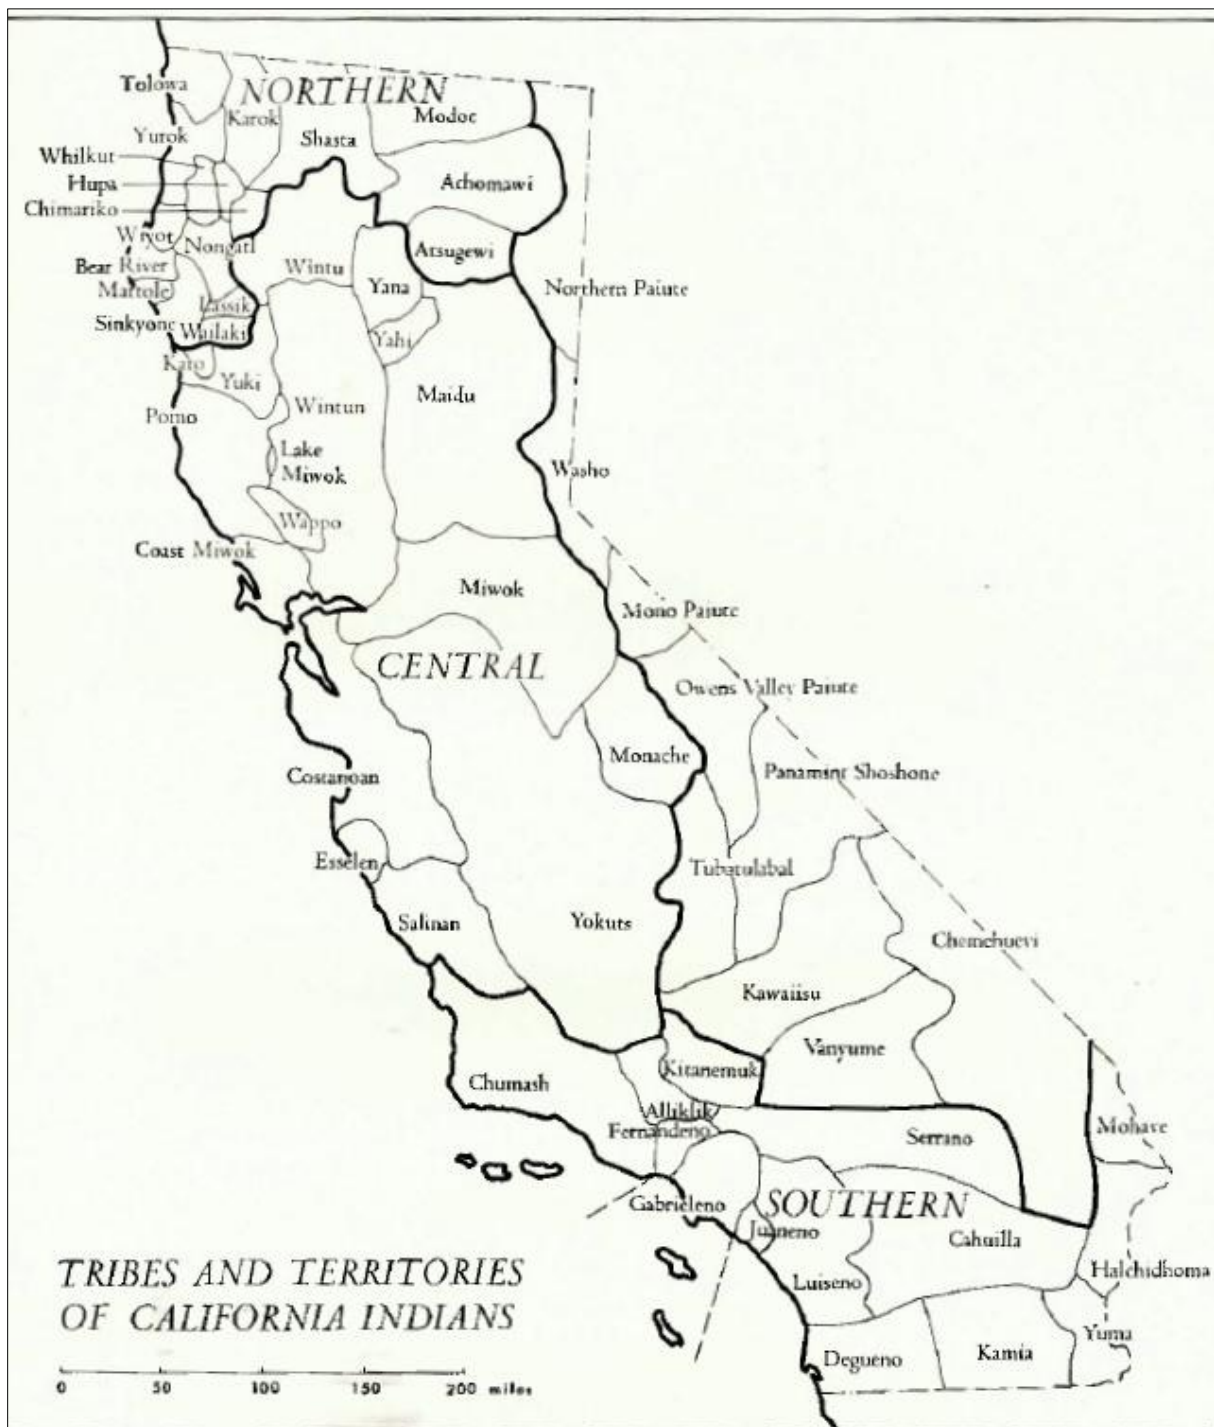 Tolowa
NORTHERN
Karok
Modoc
Yurok
Shasta
Whilkut
Hupa
Achomawi
Chimariko
Wiyot
Nongatl
Atsugewi
Bear River
Wintu
Yana
Northern Paiute
Mattole
Lassik
Sinkyone
Wailaki
Yahi
Kato
Yuki
Maidu
Wintun
Pomo
Lake
Miwok
Washo
Wappo
Coast Miwok
Miwok
Mono Paiute
CENTRAL
Owens Valley Paiute
Monache
Costanoan
Panamint Shoshone
Esselen
Tubatulabal
Salinan
Yokuts
Chemehuevi
Kawaiisu
Vanyume
Kitanemuk
Chumash
Alliklik
Fernandeno
Serrano
Mohave
Gabrieleno
SOUTHERN
Juaneno
Cahuilla
Luiseno
Halchidhoma
TRIBES AND TERRITORIES
OF CALIFORNIA INDIANS
Yuma
Degueno
Kamia
0 50 100 150 200 miles